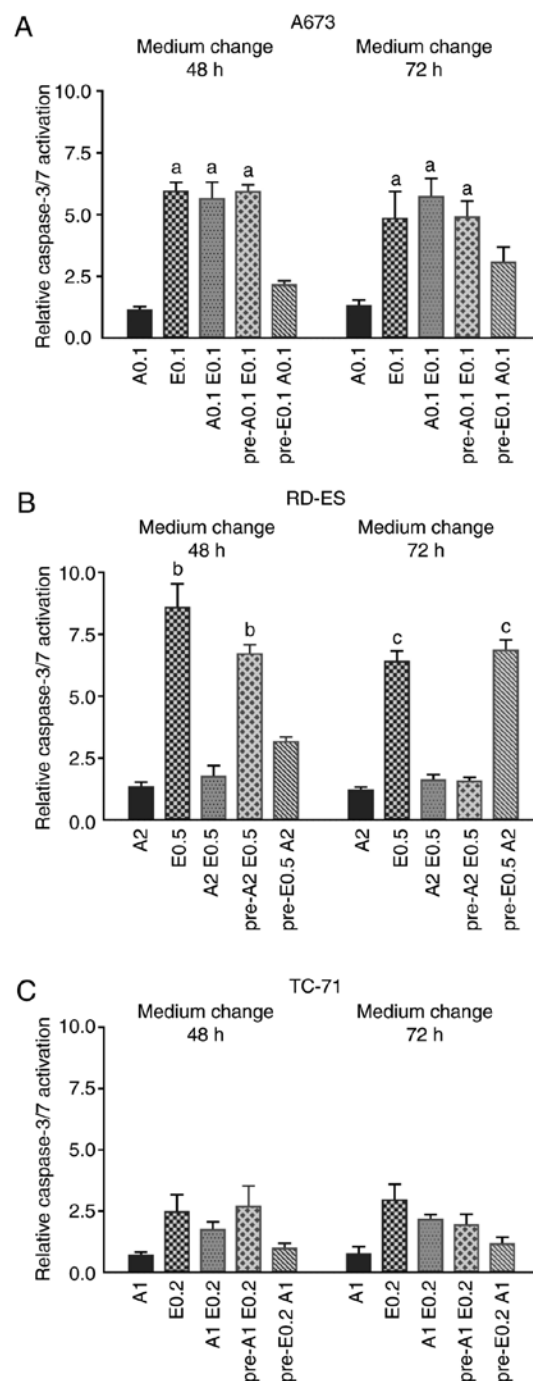 A
A673
Medium change
48 h
Medium change
72 h
Relative caspase-3/7 activation
10.0
7.5
5.0
2.5
0.0
a
a
a
a
a
a
A0.1
E0.1
A0.1 E0.1
pre-A0.1 E0.1
pre-E0.1 A0.1
A0.1
E0.1
A0.1 E0.1
pre-A0.1 E0.1
pre-E0.1 A0.1
B
RD-ES
Medium change
48 h
Medium change
72 h
Relative caspase-3/7 activation
10.0
7.5
5.0
2.5
0.0
b
b
c
c
A2
E0.5
A2 E0.5
pre-A2 E0.5
pre-E0.5 A2
A2
E0.5
A2 E0.5
pre-A2 E0.5
pre-E0.5 A2
C
TC-71
Medium change
48 h
Medium change
72 h
Relative caspase-3/7 activation
10.0
7.5
5.0
2.5
0.0
A1
E0.2
A1 E0.2
pre-A1 E0.2
pre-E0.2 A1
A1
E0.2
A1 E0.2
pre-A1 E0.2
pre-E0.2 A1